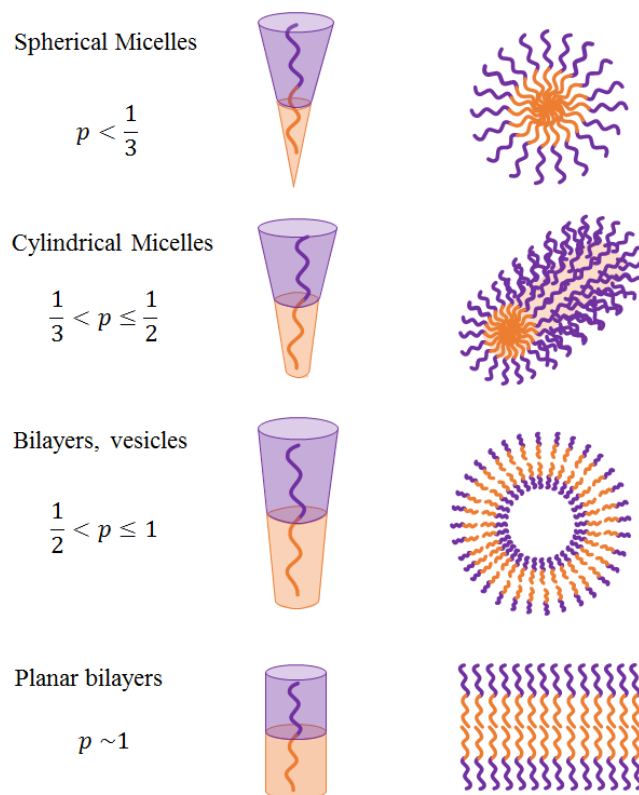 Spherical Micelles
p < 1/3
Cylindrical Micelles
1/3 < p ≤ 1/2
Bilayers, vesicles
1/2 < p ≤ 1
Planar bilayers
p ~1